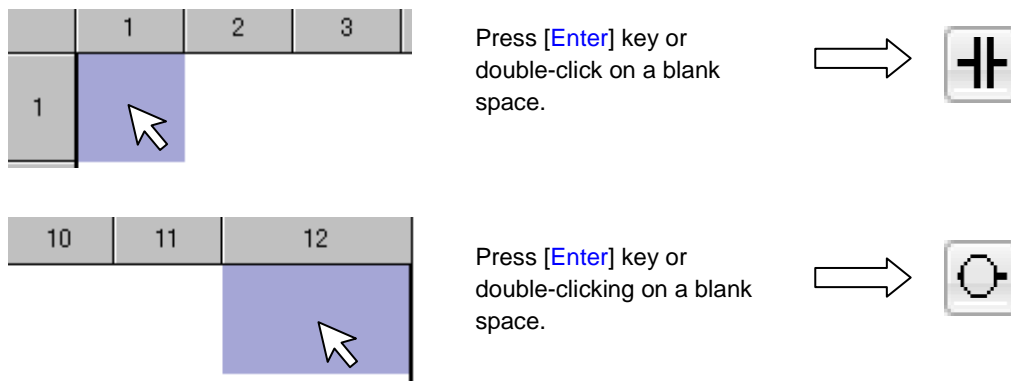 1 2 3
1
Press [Enter] key or
double-click on a blank
space.
10 11 12
Press [Enter] key or
double-clicking on a blank
space.